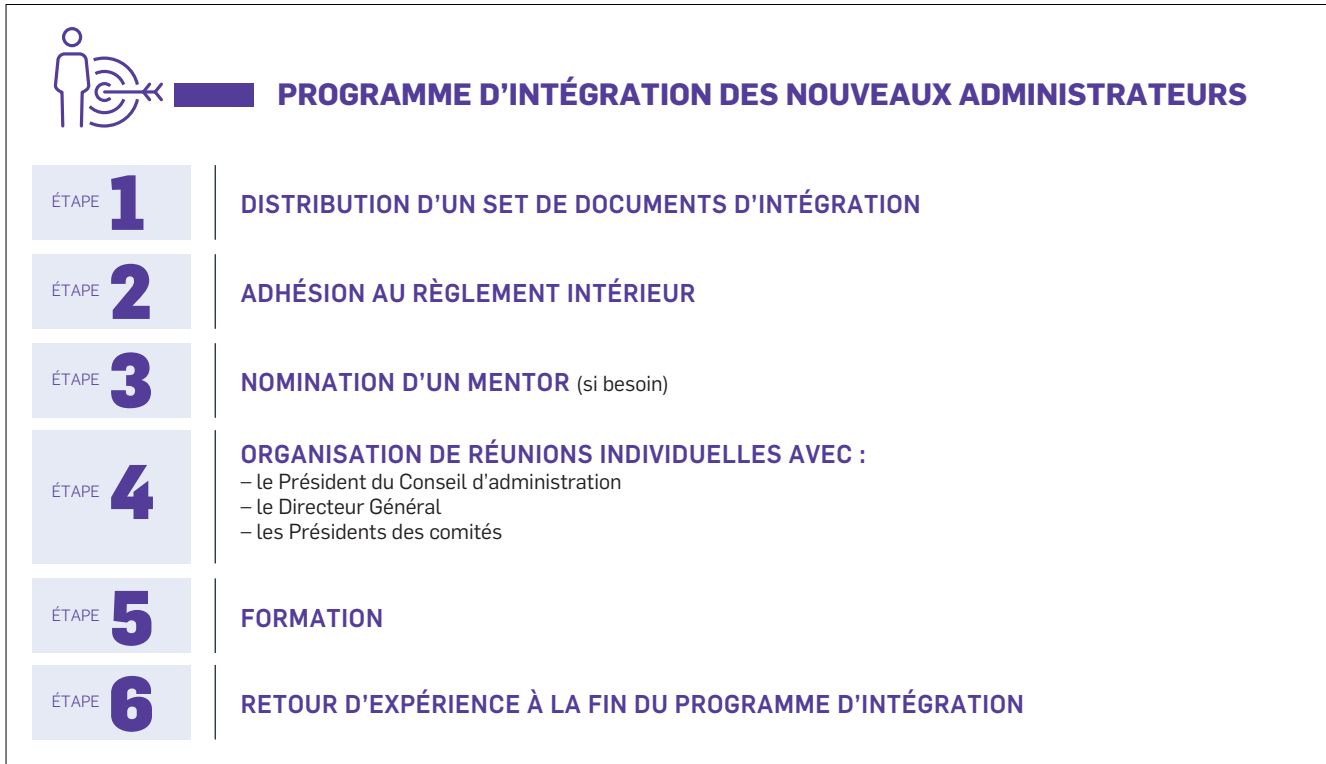 PROGRAMME D’INTÉGRATION DES NOUVEAUX ADMINISTRATEURS
ÉTAPE 1
DISTRIBUTION D’UN SET DE DOCUMENTS D’INTÉGRATION
ÉTAPE 2
ADHÉSION AU RÈGLEMENT INTÉRIEUR
ÉTAPE 3
NOMINATION D’UN MENTOR (si besoin)
ÉTAPE 4
ORGANISATION DE RÉUNIONS INDIVIDUELLES AVEC :
– le Président du Conseil d'administration
– le Directeur Général
– les Présidents des comités
ÉTAPE 5
FORMATION
ÉTAPE 6
RETOUR D’EXPÉRIENCE À LA FIN DU PROGRAMME D’INTÉGRATION